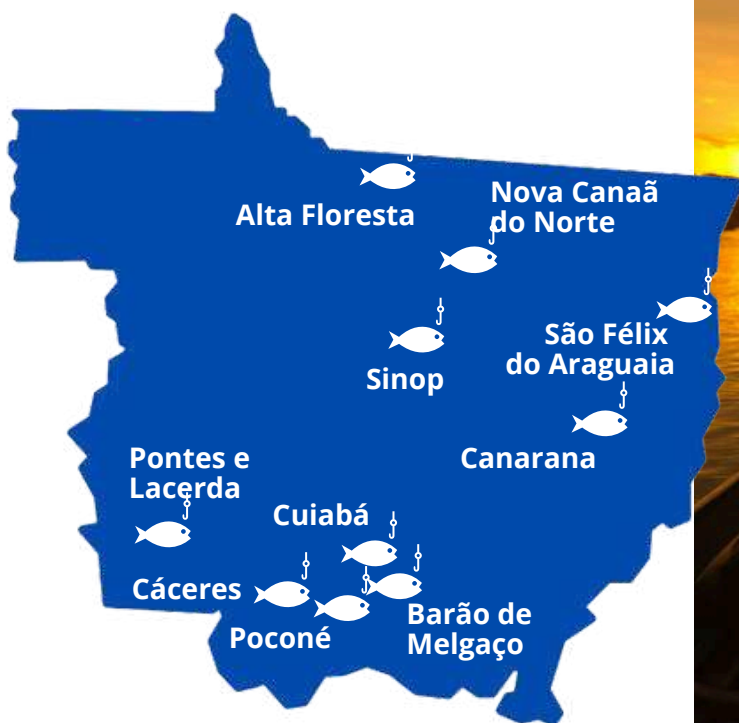 Alta Floresta
Nova Canaã
do Norte
São Félix
do Araguaia
Sinop
Canarana
Pontes e
Lacerda
Cuiabá
Cáceres
Poconé
Barão de
Melgaço